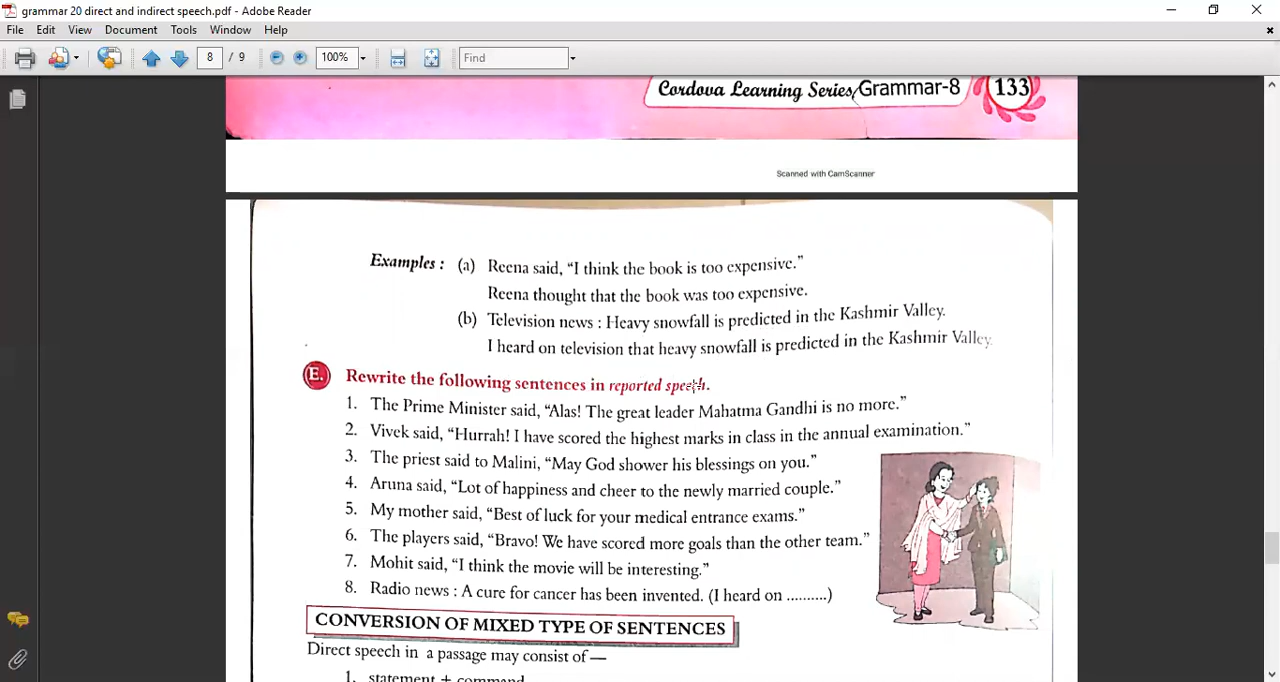 grammar 20 direct and indirect speech.pdf - Adobe Reader
File Edit View Document Tools Window Help
8 / 9 100% Find
Cordova Learning Series, Grammar-8 133
Scanned with CamScanner
Examples : (a) Reena said, “I think the book is too expensive.”
Reena thought that the book was too expensive.
(b) Television news : Heavy snowfall is predicted in the Kashmir Valley.
I heard on television that heavy snowfall is predicted in the Kashmir Valley.
E. Rewrite the following sentences in reported speech.
1. The Prime Minister said, “Alas! The great leader Mahatma Gandhi is no more.”
2. Vivek said, “Hurrah! I have scored the highest marks in class in the annual examination.”
3. The priest said to Malini, “May God shower his blessings on you.”
4. Aruna said, “Lot of happiness and cheer to the newly married couple.”
5. My mother said, “Best of luck for your medical entrance exams.”
6. The players said, “Bravo! We have scored more goals than the other team.”
7. Mohit said, “I think the movie will be interesting.”
8. Radio news : A cure for cancer has been invented. (I heard on ..........)
CONVERSION OF MIXED TYPE OF SENTENCES
Direct speech in a passage may consist of —
1. statement + command